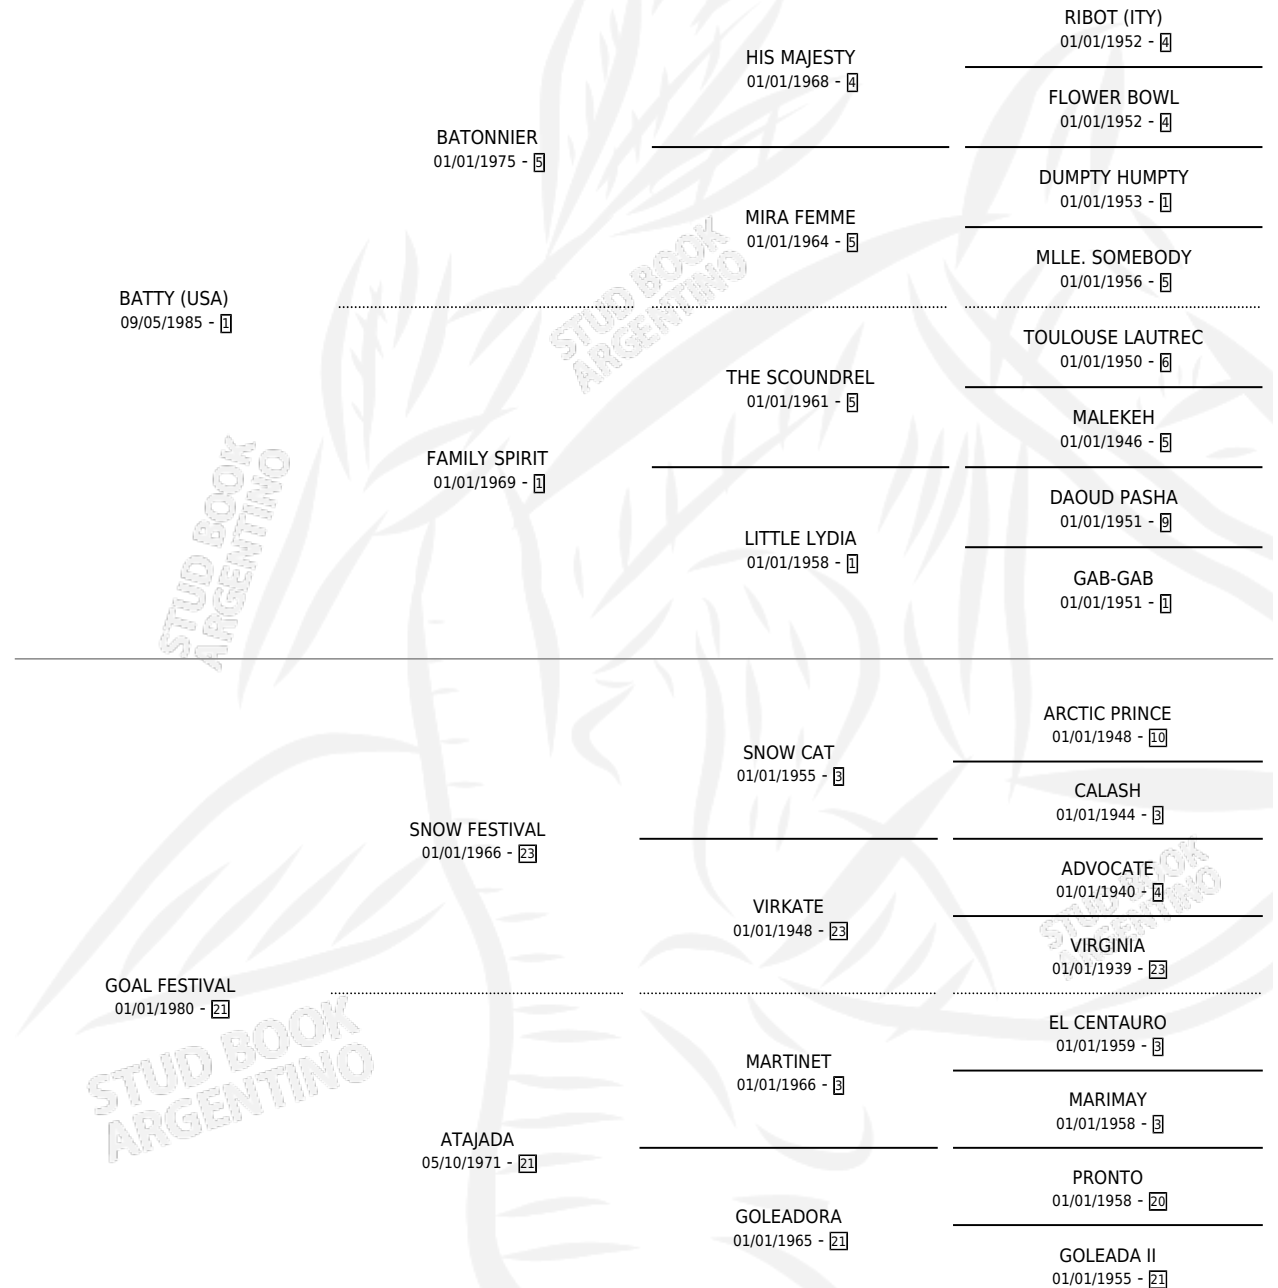 RIBOT (ITY)
01/01/1952 - 4
HIS MAJESTY
01/01/1968 - 4
FLOWER BOWL
01/01/1952 - 4
BATONNIER
01/01/1975 - 5
DUMPTY HUMPTY
01/01/1953 - 1
MIRA FEMME
01/01/1964 - 5
MLLE. SOMEBODY
01/01/1956 - 5
BATTY (USA)
09/05/1985 - 1
TOULOUSE LAUTREC
01/01/1950 - 6
THE SCOUNDREL
01/01/1961 - 5
MALEKEH
01/01/1946 - 5
FAMILY SPIRIT
01/01/1969 - 1
DAOUD PASHA
01/01/1951 - 9
LITTLE LYDIA
01/01/1958 - 1
GAB-GAB
01/01/1951 - 1
STUD BOOK
ARGENTINO
STUD BOOK
ARGENTINO
ARCTIC PRINCE
01/01/1948 - 10
SNOW CAT
01/01/1955 - 3
CALASH
01/01/1944 - 3
SNOW FESTIVAL
01/01/1966 - 23
ADVOCATE
01/01/1940 - 4
VIRKATE
01/01/1948 - 23
VIRGINIA
01/01/1939 - 23
GOAL FESTIVAL
01/01/1980 - 21
EL CENTAURO
01/01/1959 - 3
MARTINET
01/01/1966 - 3
MARIMAY
01/01/1958 - 3
ATAJADA
05/10/1971 - 21
PRONTO
01/01/1958 - 20
GOLEADORA
01/01/1965 - 21
GOLEADA II
01/01/1955 - 21
STUD BOOK
ARGENTINO
STUD BOOK
ARGENTINO